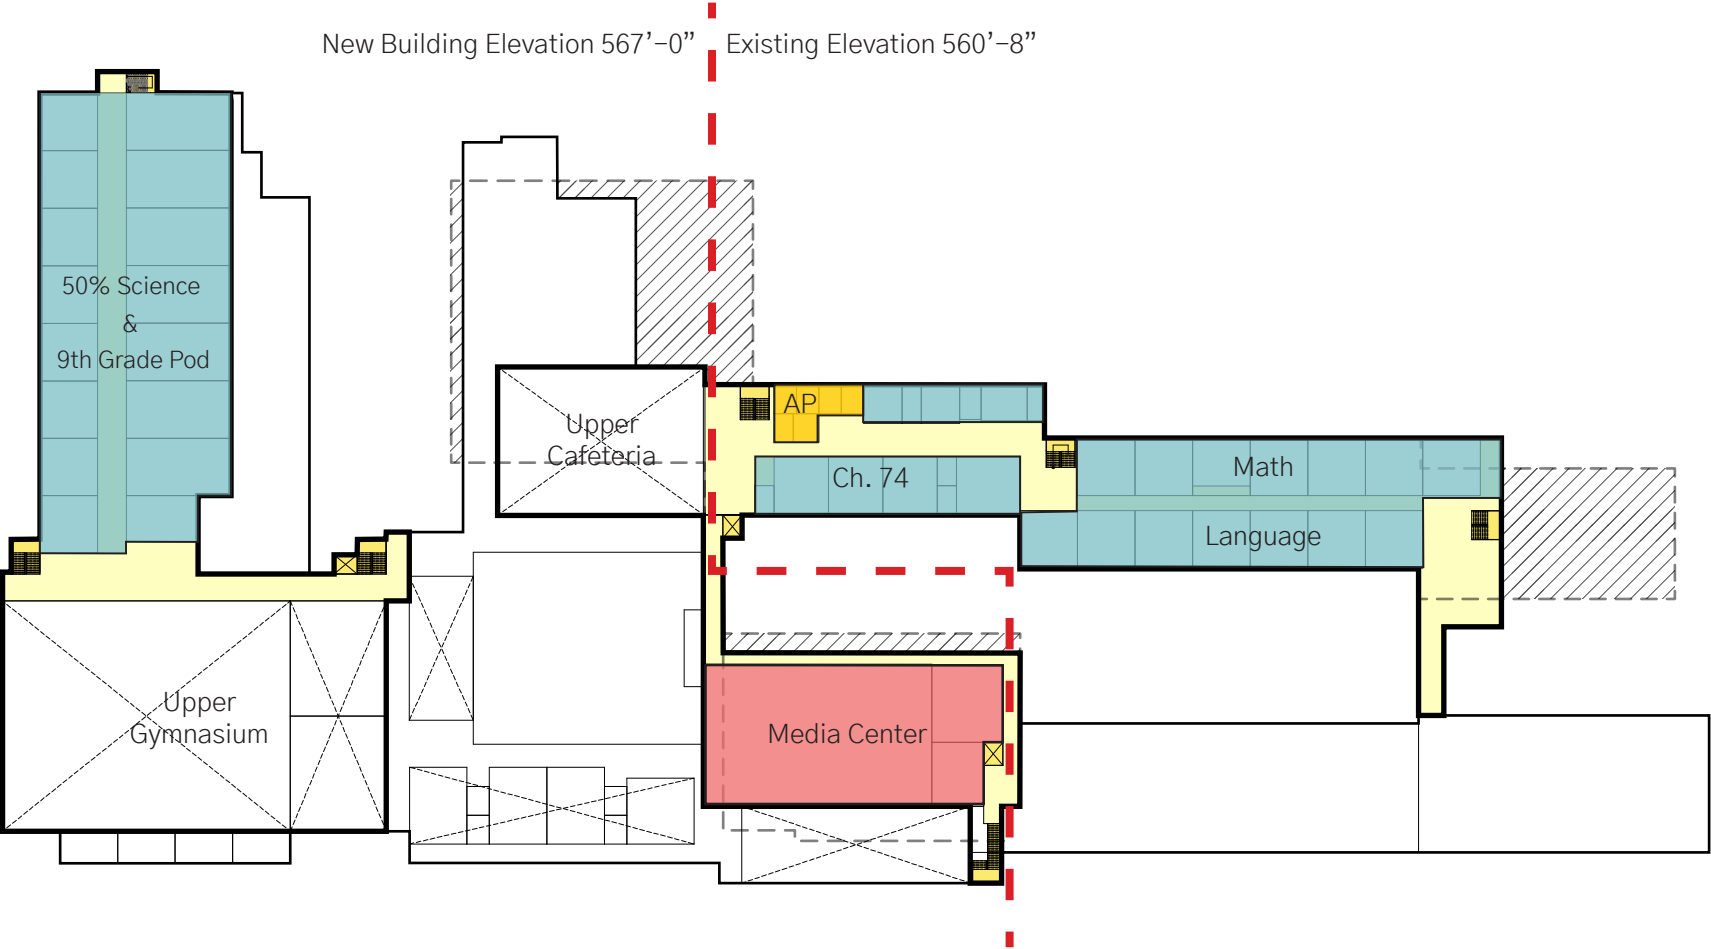 New Building Elevation 567’–0”
Existing Elevation 560’–8”
50% Science
&
9th Grade Pod
Upper
Cafeteria
AP
Ch. 74
Math
Language
Upper
Gymnasium
Media Center